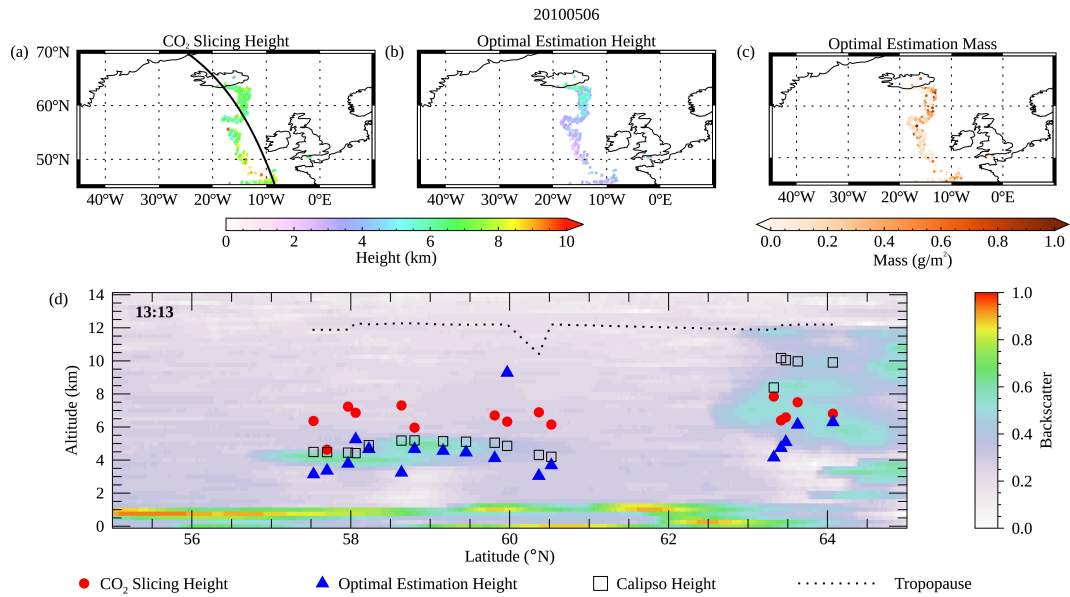 20100506
(a) CO₂ Slicing Height
(b) Optimal Estimation Height
(c) Optimal Estimation Mass
70°N
60°N
50°N
40°W 30°W 20°W 10°W 0°E
40°W 30°W 20°W 10°W 0°E
40°W 30°W 20°W 10°W 0°E
0 2 4 6 8 10
Height (km)
0.0 0.2 0.4 0.6 0.8 1.0
Mass (g/m²)
(d)
13:13
14
12
10
8
6
4
2
0
Altitude (km)
56 58 60 62 64
Latitude (°N)
1.0
0.8
0.6
0.4
0.2
0.0
Backscatter
CO₂ Slicing Height Optimal Estimation Height Calipso Height Tropopause